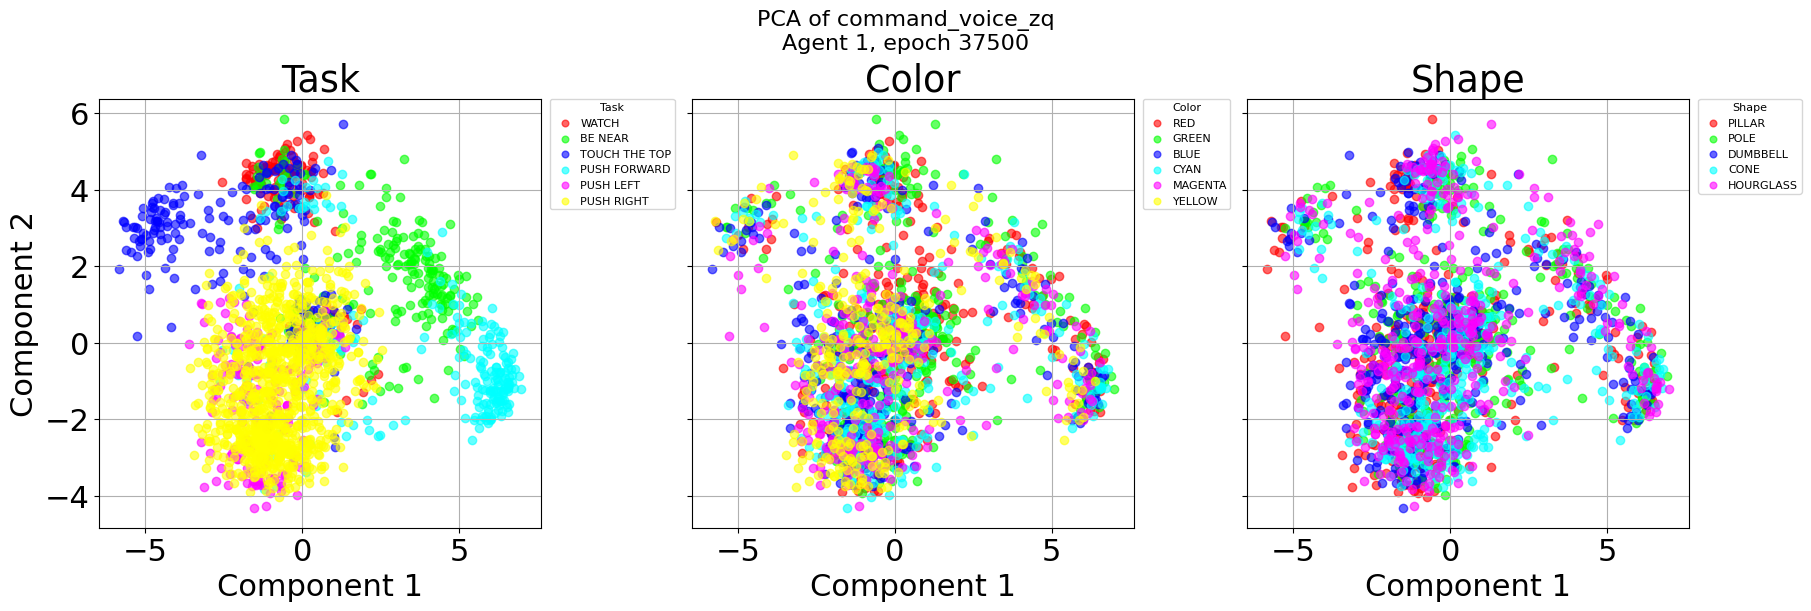 PCA of command_voice_zq
Agent 1, epoch 37500
Task
Color
Shape
Component 2
6
4
2
0
−2
−4
−5
0
5
Component 1
Task
WATCH
BE NEAR
TOUCH THE TOP
PUSH FORWARD
PUSH LEFT
PUSH RIGHT
−5
0
5
Component 1
Color
RED
GREEN
BLUE
CYAN
MAGENTA
YELLOW
−5
0
5
Component 1
Shape
PILLAR
POLE
DUMBBELL
CONE
HOURGLASS